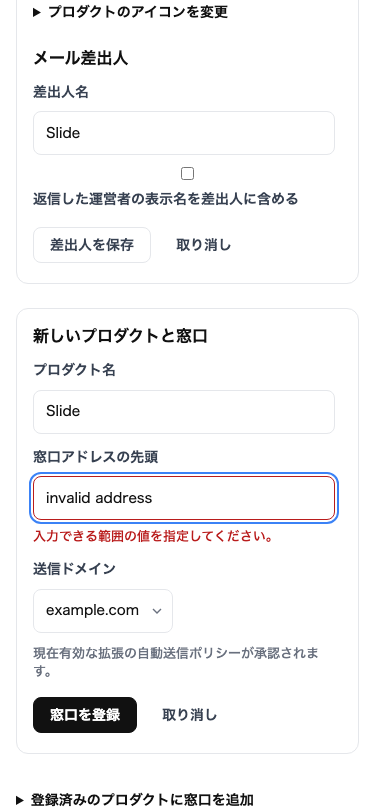 プロダクトのアイコンを変更
メール差出人
差出人名
Slide
返信した運営者の表示名を差出人に含める
差出人を保存 取り消し
新しいプロダクトと窓口
プロダクト名
Slide
窓口アドレスの先頭
invalid address
入力できる範囲の値を指定してください。
送信ドメイン
example.com
現在有効な拡張の自動送信ポリシーが承認されま
す。
窓口を登録 取り消し
登録済みのプロダクトに窓口を追加